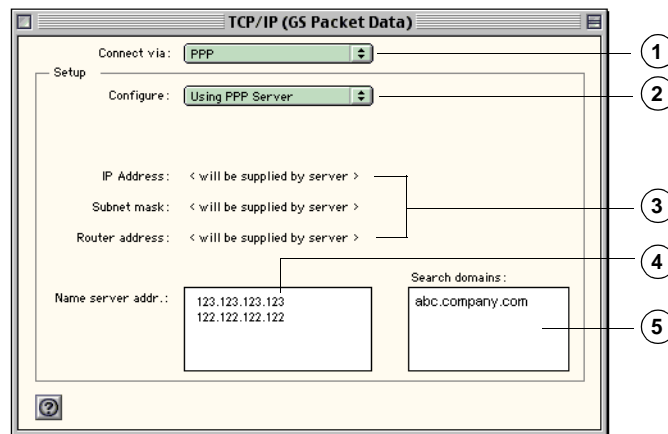 TCP/IP (GS Packet Data)
Connect via: PPP
1
Setup
Configure: Using PPP Server
2
IP Address: < will be supplied by server >
Subnet mask: < will be supplied by server >
3
Router address: < will be supplied by server >
4
Search domains:
Name server addr.: 123.123.123.123
122.122.122.122
abc.company.com
5
?